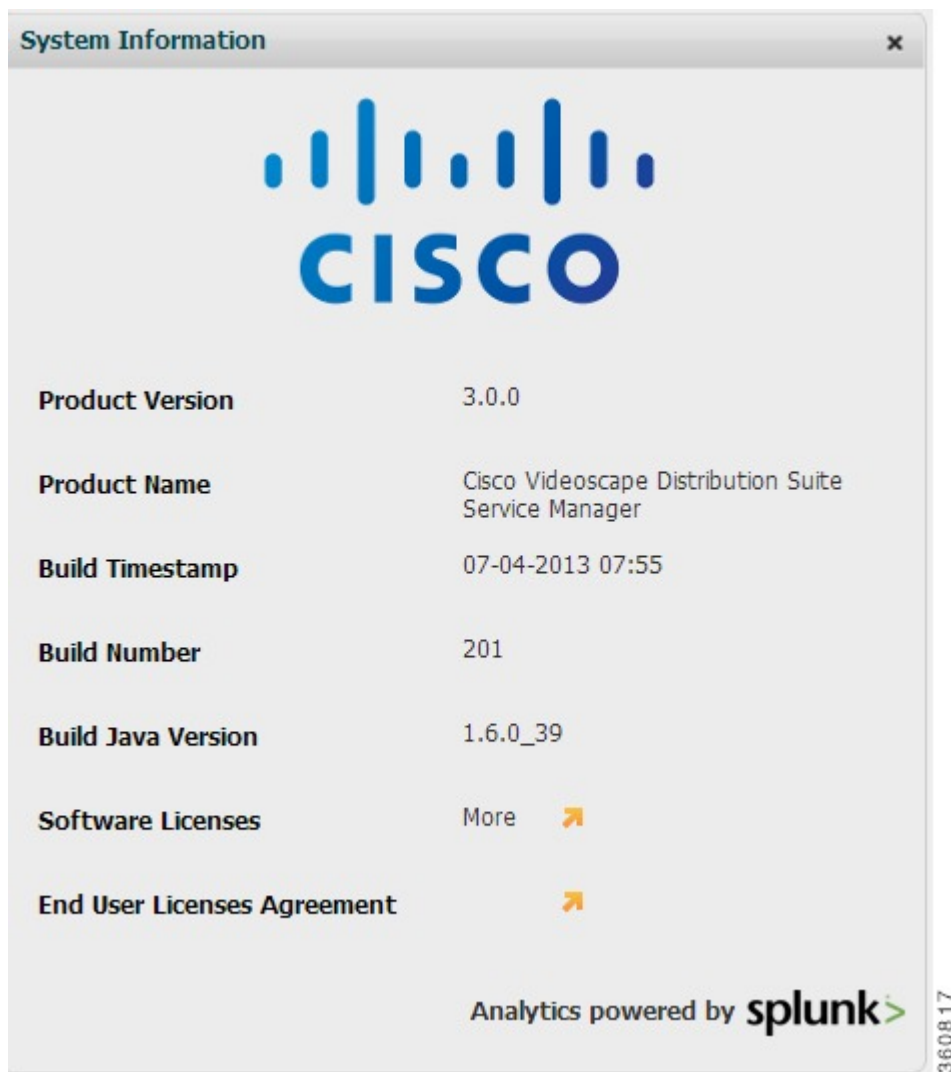 System Information ×
CISCO
Product Version 3.0.0
Product Name Cisco Videoscape Distribution Suite
Service Manager
Build Timestamp 07-04-2013 07:55
Build Number 201
Build Java Version 1.6.0_39
Software Licenses More
End User Licenses Agreement
Analytics powered by splunk>
360817